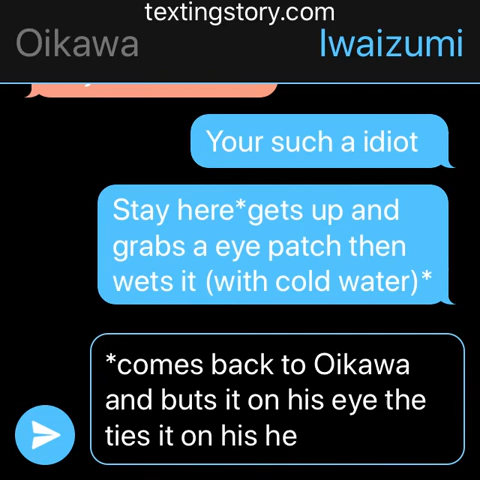 textingstory.com
Oikawa Iwaizumi
Your such a idiot
Stay here*gets up and
grabs a eye patch then
wets it (with cold water)*
*comes back to Oikawa
and buts it on his eye the
ties it on his he